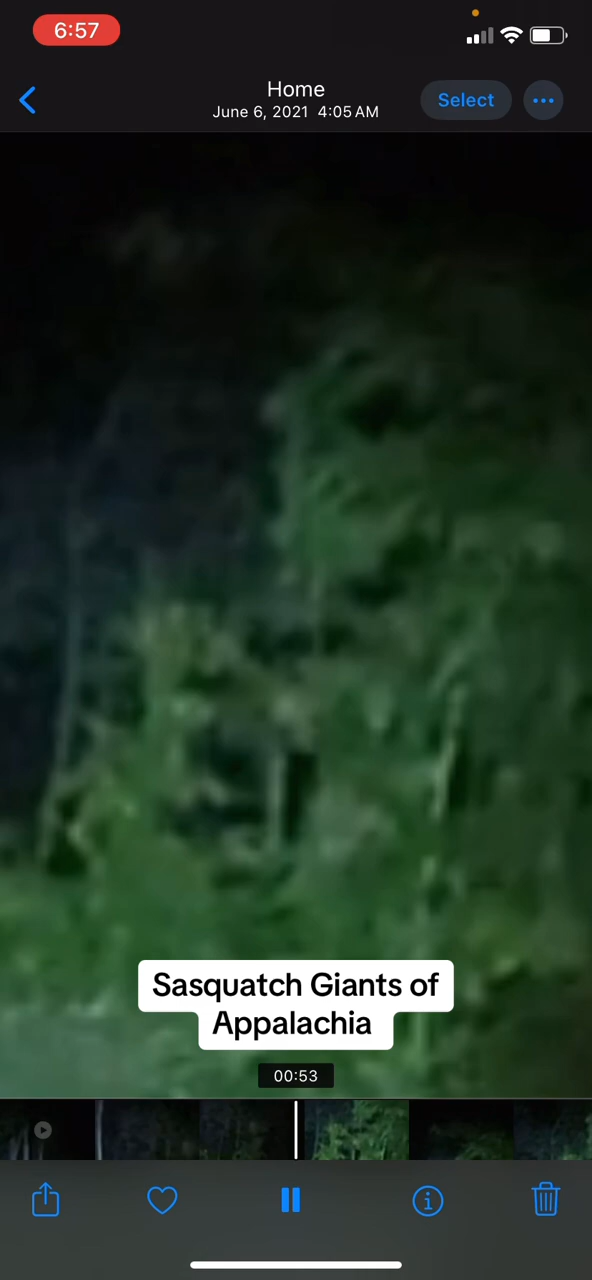 6:57
Home
June 6, 2021 4:05 AM
Select
Sasquatch Giants of
Appalachia
00:53